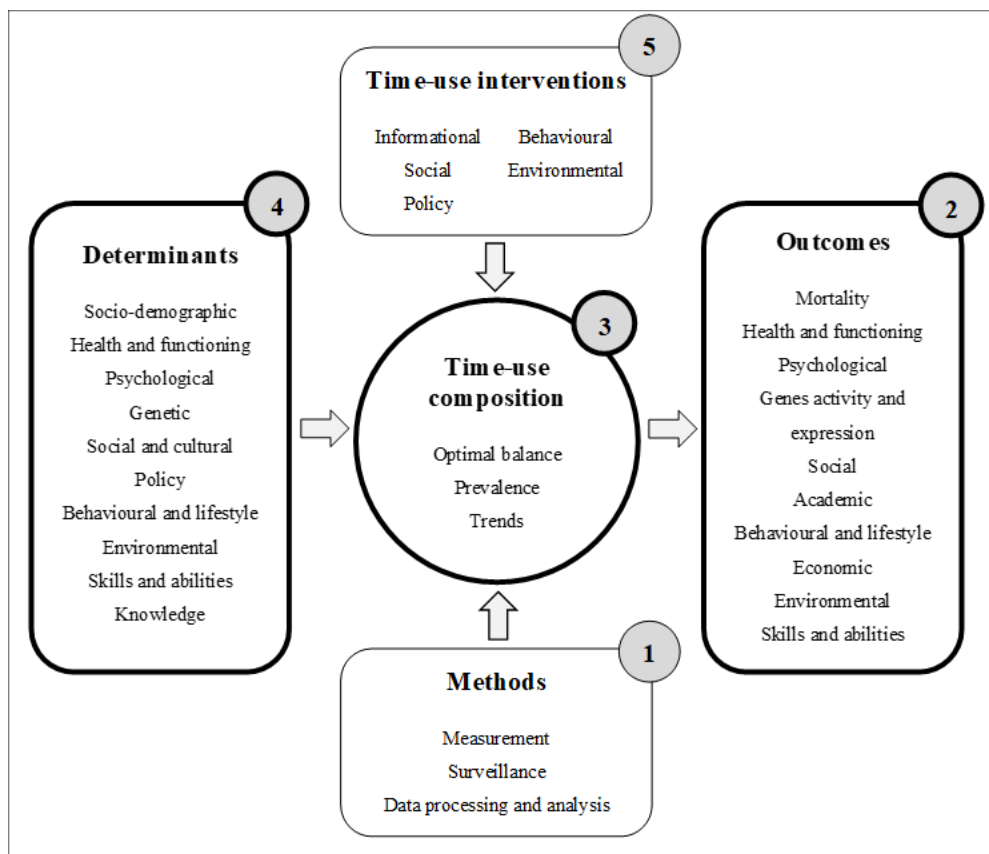 5
Time-use interventions
Informational
Social
Policy
Behavioural
Environmental
4
Determinants
Socio-demographic
Health and functioning
Psychological
Genetic
Social and cultural
Policy
Behavioural and lifestyle
Environmental
Skills and abilities
Knowledge
3
Time-use
composition
Optimal balance
Prevalence
Trends
2
Outcomes
Mortality
Health and functioning
Psychological
Genes activity and
expression
Social
Academic
Behavioural and lifestyle
Economic
Environmental
Skills and abilities
1
Methods
Measurement
Surveillance
Data processing and analysis